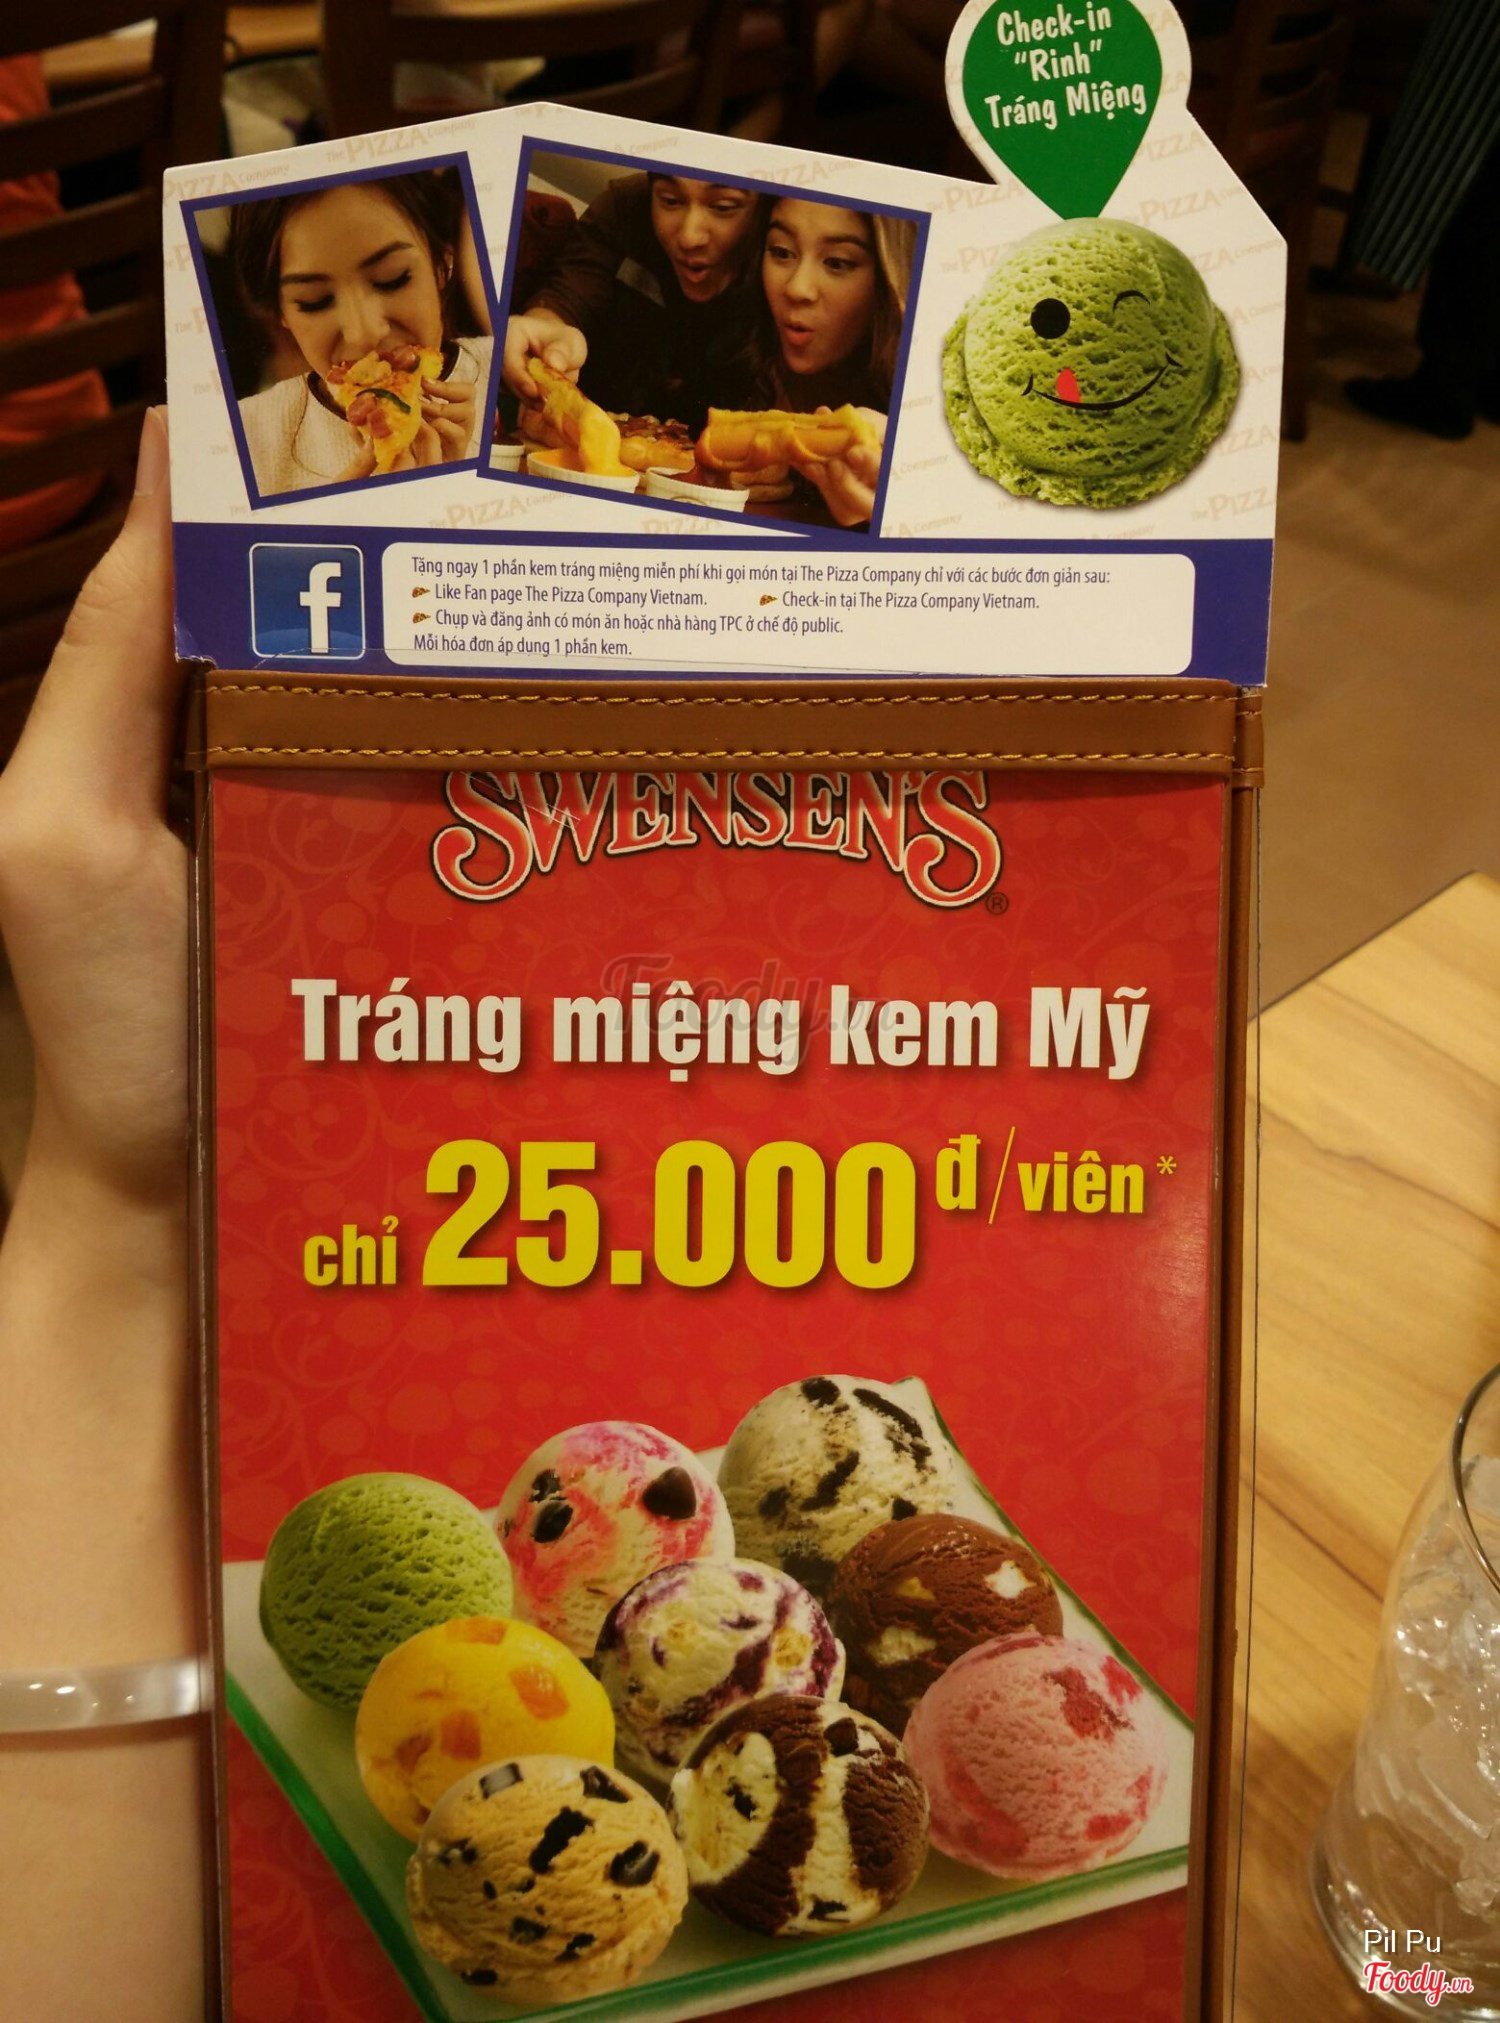 Check-in
"Rinh"
Tráng Miệng
Tặng ngay 1 phần kem tráng miệng miễn phí khi gọi món tại The Pizza Company chỉ với các bước đơn giản sau:
Like Fan page The Pizza Company Vietnam. Check-in tại The Pizza Company Vietnam.
Chụp và đăng ảnh có món ăn hoặc nhà hàng TPC ở chế độ public.
Mỗi hóa đơn áp dụng 1 phần kem.
SWENSEN'S®
Foody.vn
Tráng miệng kem Mỹ
chỉ 25.000đ/viên*
Pil Pu
Foody.vn